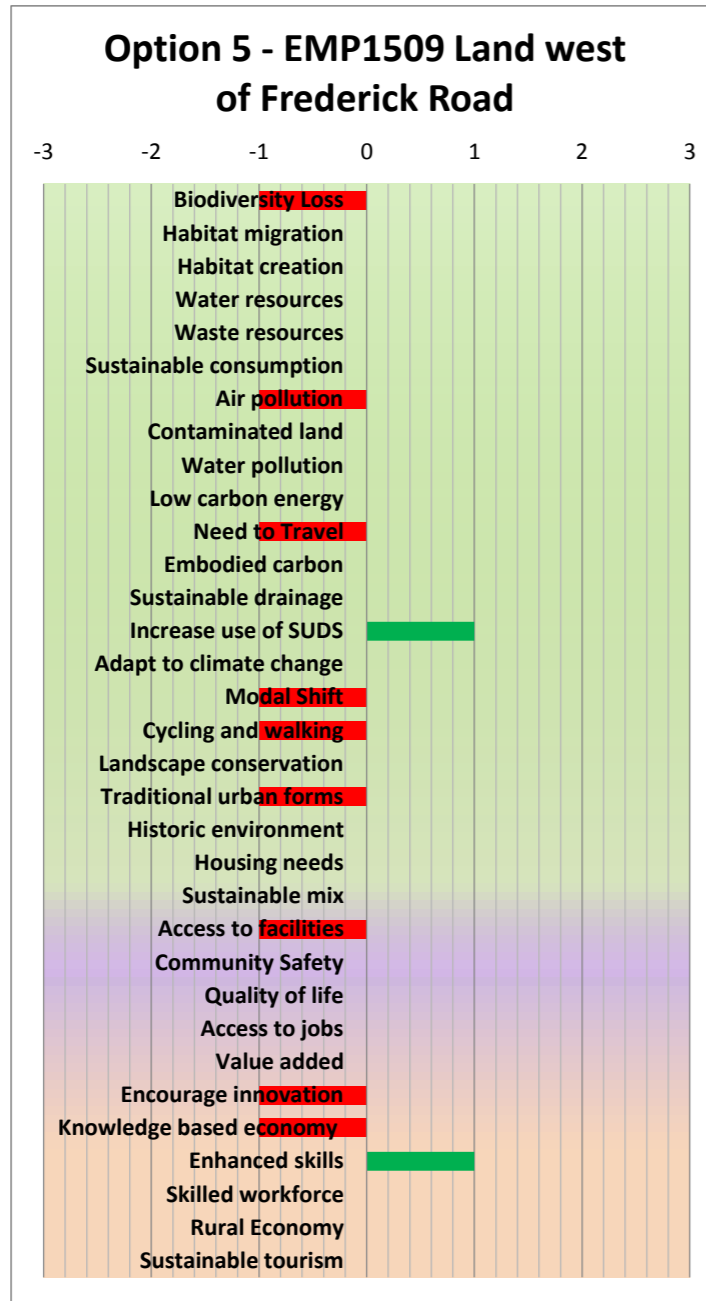 Option 5 - EMP1509 Land west
of Frederick Road
-3 -2 -1 0 1 2 3
Biodiversity Loss
Habitat migration
Habitat creation
Water resources
Waste resources
Sustainable consumption
Air pollution
Contaminated land
Water pollution
Low carbon energy
Need to Travel
Embodied carbon
Sustainable drainage
Increase use of SUDS
Adapt to climate change
Modal Shift
Cycling and walking
Landscape conservation
Traditional urban forms
Historic environment
Housing needs
Sustainable mix
Access to facilities
Community Safety
Quality of life
Access to jobs
Value added
Encourage innovation
Knowledge based economy
Enhanced skills
Skilled workforce
Rural Economy
Sustainable tourism